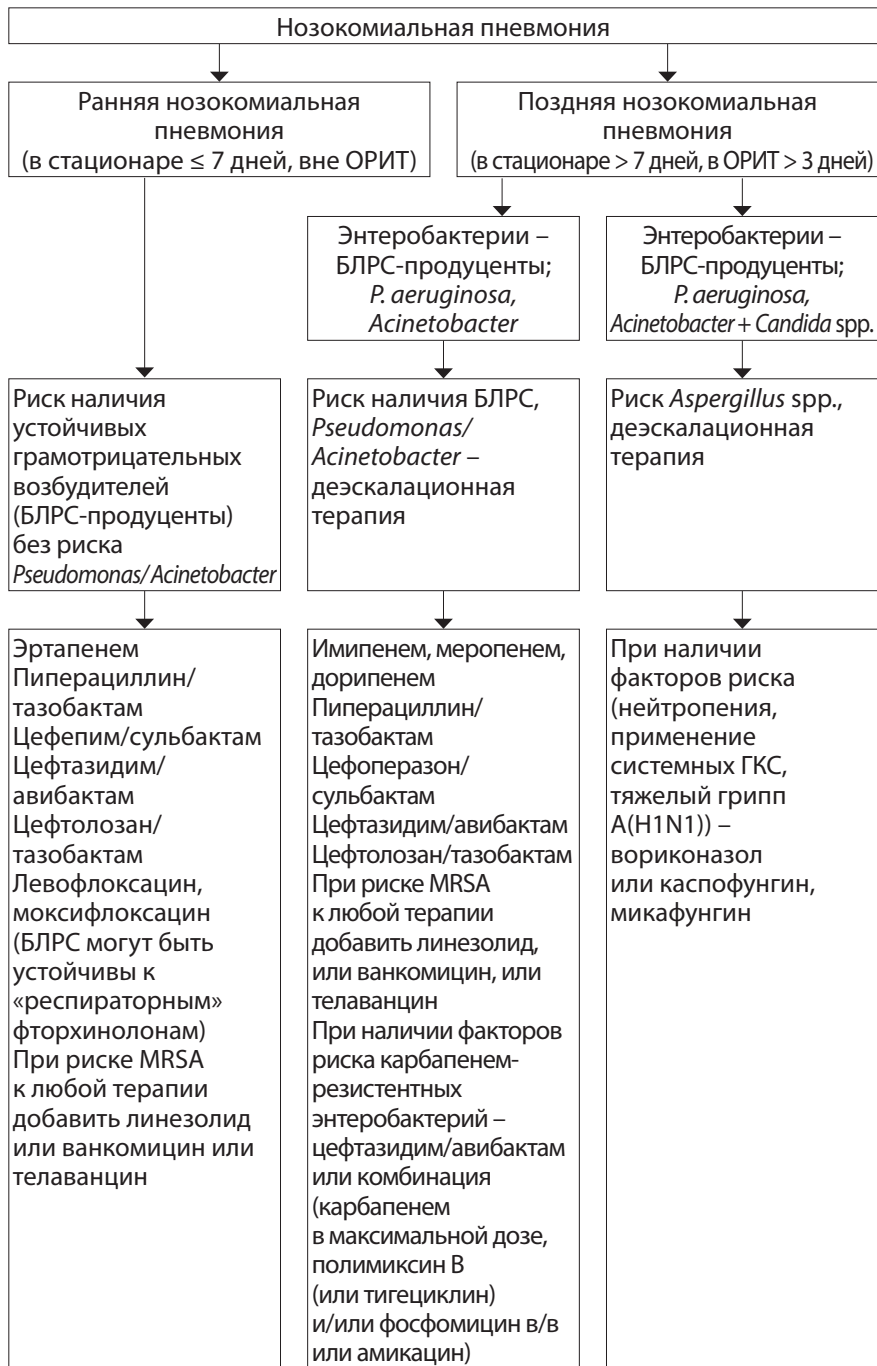 Нозокомиальная пневмония
Ранняя нозокомиальная
пневмония
(в стационаре ≤ 7 дней, вне ОРИТ)
Поздняя нозокомиальная
пневмония
(в стационаре > 7 дней, в ОРИТ > 3 дней)
Энтеробактерии –
БЛРС-продуценты;
P. aeruginosa,
Acinetobacter
Энтеробактерии –
БЛРС-продуценты;
P. aeruginosa,
Acinetobacter + Candida spp.
Риск наличия
устойчивых
грамотрицательных
возбудителей
(БЛРС-продуценты)
без риска
Pseudomonas/Acinetobacter
Риск наличия БЛРС,
Pseudomonas/
Acinetobacter –
деэскалационная
терапия
Риск Aspergillus spp.,
деэскалационная
терапия
Эртапенем
Пиперациллин/
тазобактам
Цефепим/сульбактам
Цефтазидим/
авибактам
Цефтолозан/
тазобактам
Левофлоксацин,
моксифлоксацин
(БЛРС могут быть
устойчивы к
«респираторным»
фторхинолонам)
При риске MRSA
к любой терапии
добавить линезолид
или ванкомицин или
телаванцин
Имипенем, меропенем,
дорипенем
Пиперациллин/
тазобактам
Цефоперазон/
сульбактам
Цефтазидим/авибактам
Цефтолозан/тазобактам
При риске MRSA
к любой терапии
добавить линезолид,
или ванкомицин, или
телаванцин
При наличии факторов
риска карбапенем-
резистентных
энтеробактерий –
цефтазидим/авибактам
или комбинация
(карбапенем
в максимальной дозе,
полимиксин В
(или тигециклин)
и/или фосфомицин в/в
или амикацин)
При наличии
факторов риска
(нейтропения,
применение
системных ГКС,
тяжелый грипп
A(H1N1)) –
вориконазол
или каспофунгин,
микафунгин